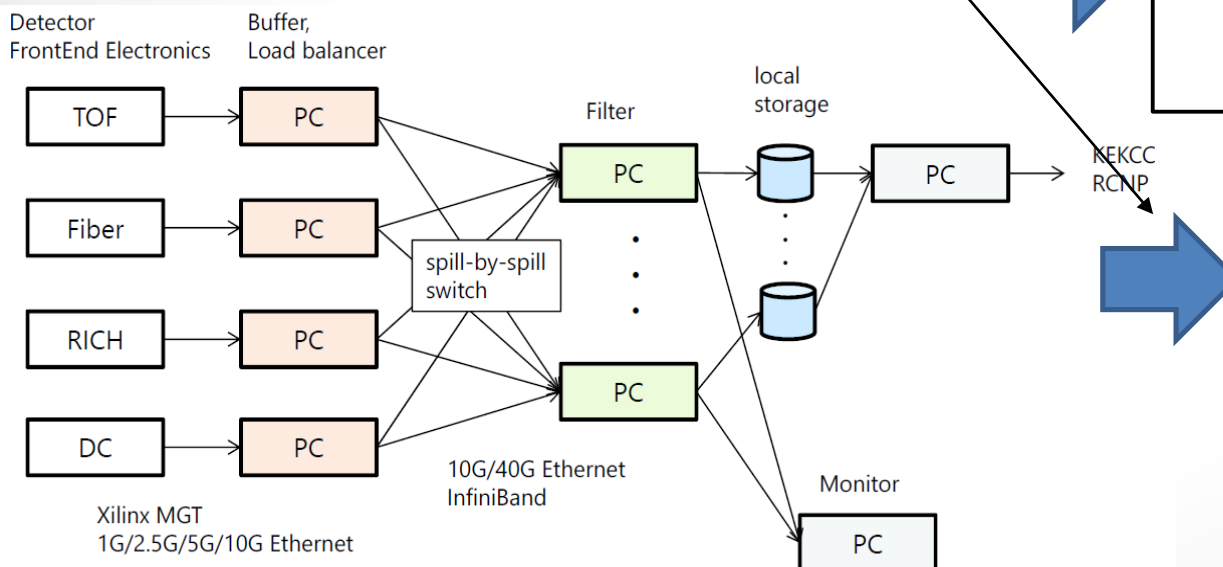 Detector
FrontEnd Electronics
Buffer,
Load balancer
TOF
PC
Fiber
PC
RICH
PC
DC
PC
spill-by-spill
switch
Filter
PC
PC
local
storage
PC
KEKCC
RCNP
10G/40G Ethernet
InfiniBand
Xilinx MGT
1G/2.5G/5G/10G Ethernet
Monitor
PC